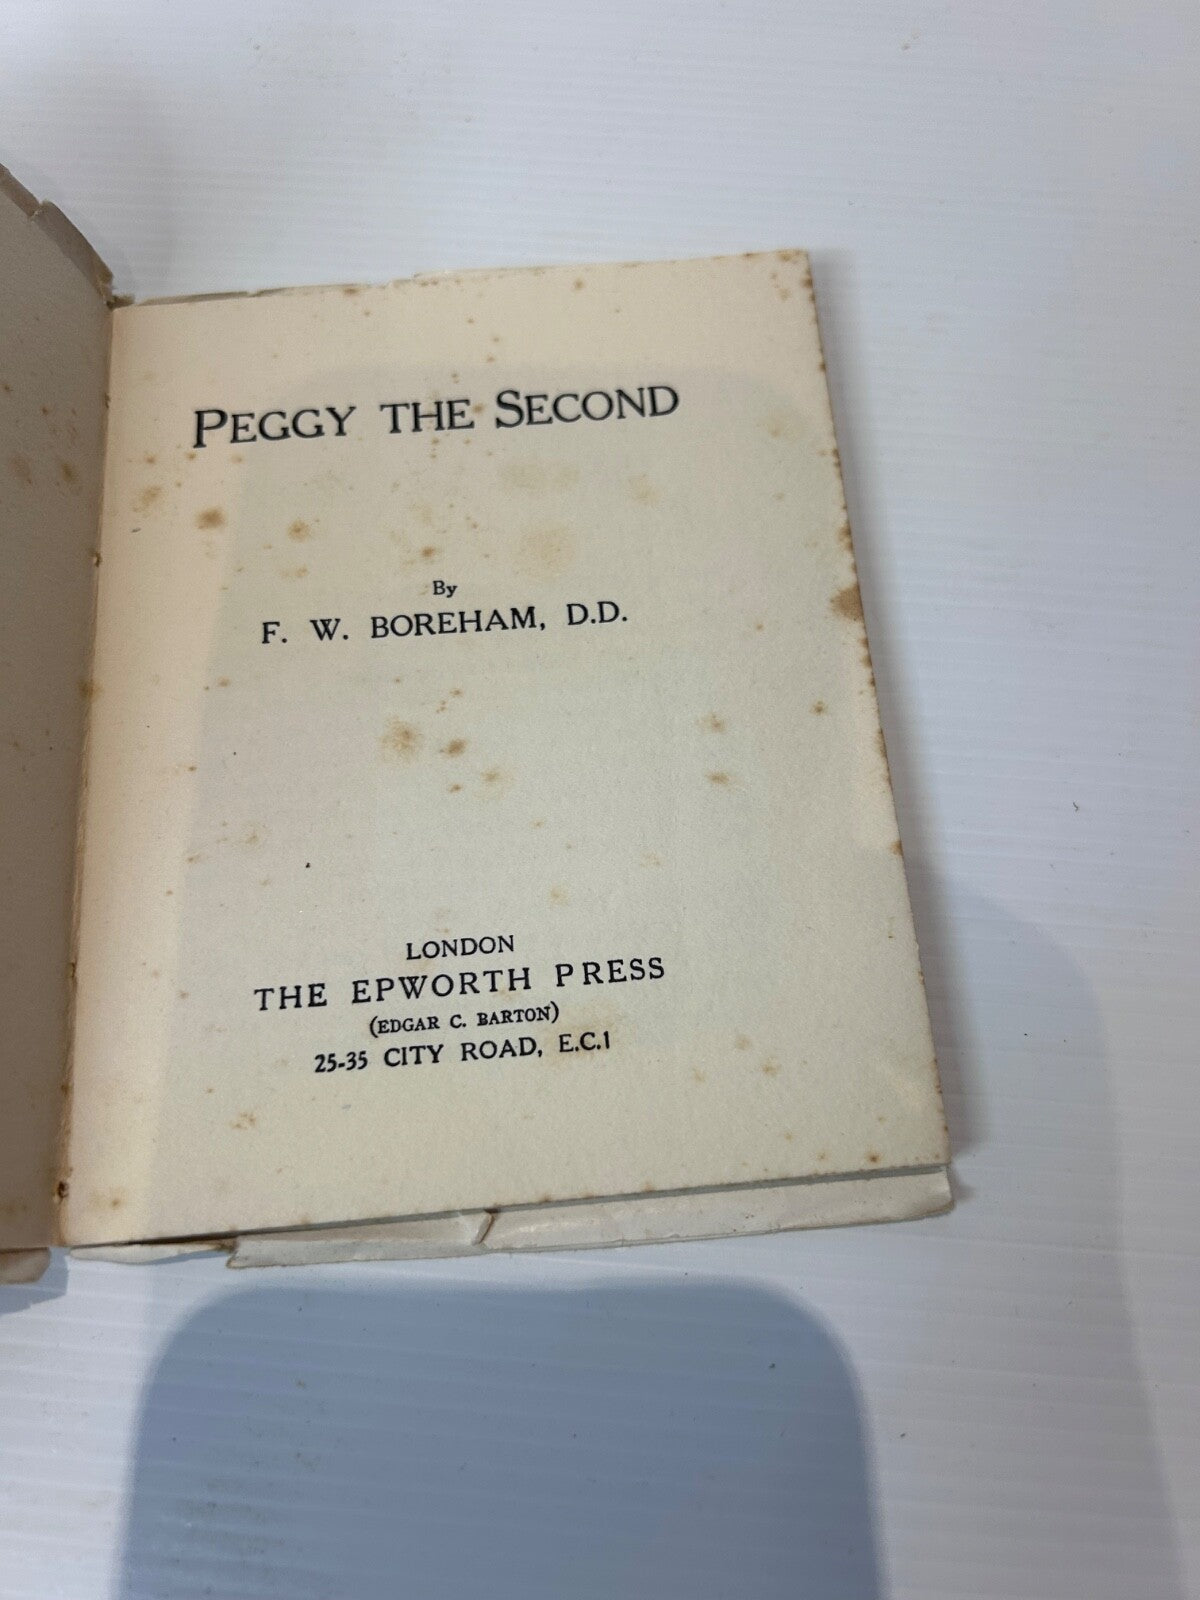 PEGGY THE SECOND
By
F. W. BOREHAM, D.D.
LONDON
THE EPWORTH PRESS
(EDGAR C. BARTON)
25-35 CITY ROAD, E.C.1